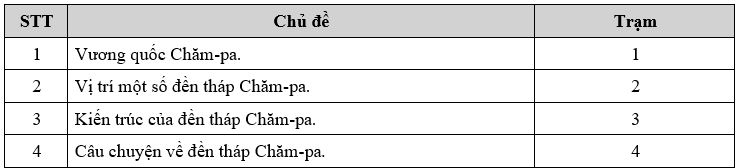 STT Chủ đề Trạm
1 Vương quốc Chăm-pa. 1
2 Vị trí một số đền tháp Chăm-pa. 2
3 Kiến trúc của đền tháp Chăm-pa. 3
4 Câu chuyện về đền tháp Chăm-pa. 4